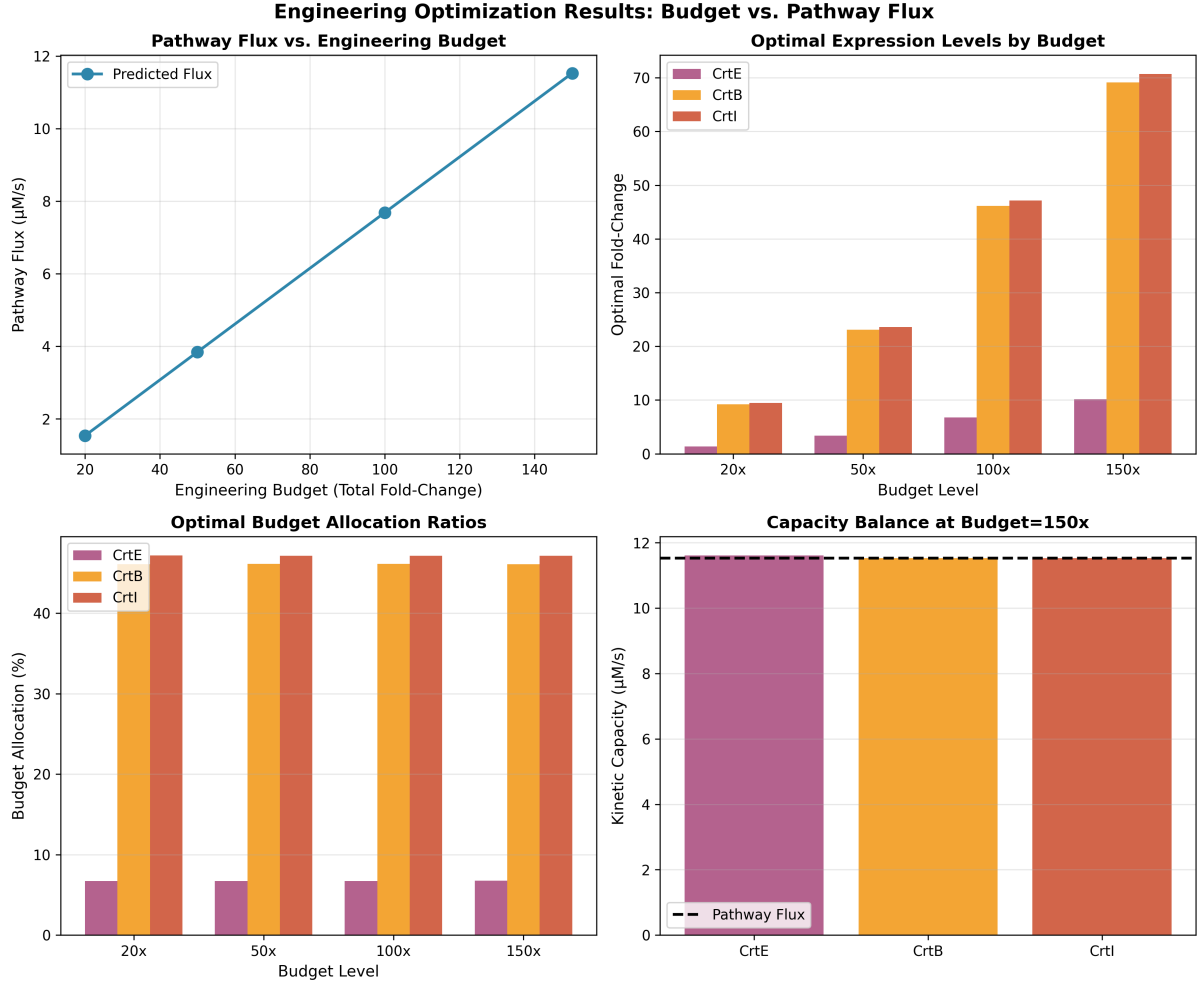 Engineering Optimization Results: Budget vs. Pathway Flux
Pathway Flux vs. Engineering Budget
Predicted Flux
12
10
8
6
4
2
Pathway Flux (μM/s)
20
40
60
80
100
120
140
Engineering Budget (Total Fold-Change)
Optimal Expression Levels by Budget
CrtE
CrtB
CrtI
70
60
50
40
30
20
10
0
Optimal Fold-Change
20x
50x
100x
150x
Budget Level
Optimal Budget Allocation Ratios
CrtE
CrtB
CrtI
40
30
20
10
0
Budget Allocation (%)
20x
50x
100x
150x
Budget Level
Capacity Balance at Budget=150x
12
10
8
6
4
2
0
Kinetic Capacity (μM/s)
Pathway Flux
CrtE
CrtB
CrtI